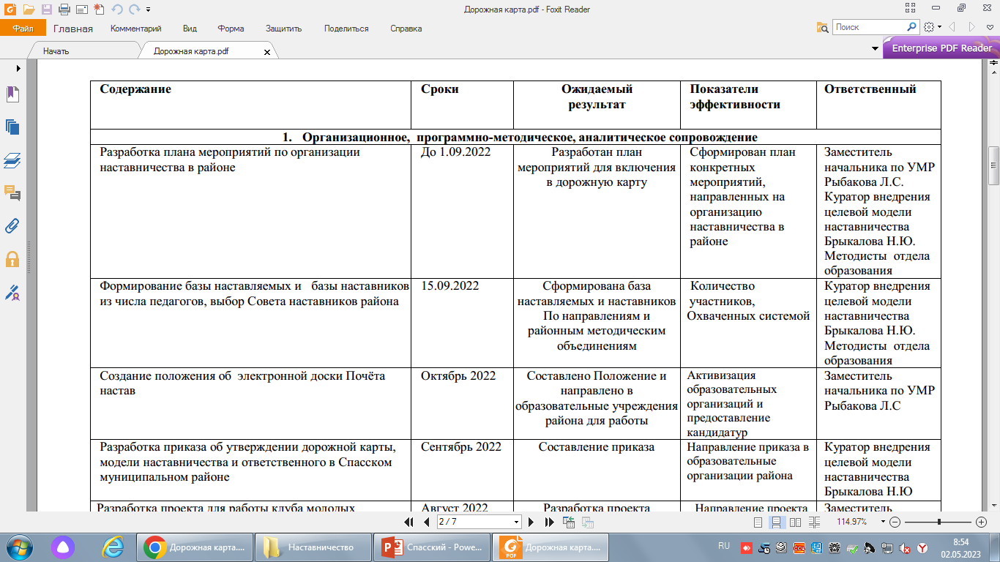 Дорожная карта.pdf - Foxit Reader
Файл Главная Комментарий Вид Форма Защитить Поделиться Справка Поиск
Начать Дорожная карта.pdf Enterprise PDF Reader
Содержание Сроки Ожидаемый Показатели Ответственный
результат эффективности
1. Организационное, программно-методическое, аналитическое сопровождение
Разработка плана мероприятий по организации
наставничества в районе
До 1.09.2022
Разработан план
мероприятий для включения
в дорожную карту
Сформирован план
конкретных
мероприятий,
направленных на
организацию
наставничества в
районе
Заместитель
начальника по УМР
Рыбакова Л.С.
Куратор внедрения
целевой модели
наставничества
Брыкалова Н.Ю.
Методисты отдела
образования
Формирование базы наставляемых и базы наставников
из числа педагогов, выбор Совета наставников района
15.09.2022
Сформирована база
наставляемых и наставников
По направлениям и
районным методическим
объединениям
Количество
участников,
Охваченных системой
Куратор внедрения
целевой модели
наставничества
Брыкалова Н.Ю.
Методисты отдела
образования
Создание положения об электронной доски Почёта
настав
Октябрь 2022
Составлено Положение и
направлено в
образовательные учреждения
района для работы
Активизация
образовательных
организаций и
предоставление
кандидатур
Заместитель
начальника по УМР
Рыбакова Л.С
Разработка приказа об утверждении дорожной карты,
модели наставничества и ответственного в Спасском
муниципальном районе
Сентябрь 2022
Составление приказа
Направление приказа в
образовательные
организации района
Куратор внедрения
целевой модели
наставничества
Брыкалова Н.Ю
Разработка проекта для работы клуба молодых
Август 2022
Разработка проекта
Направление проекта
Заместитель
2 / 7 114.97%
Дорожная карта.... Наставничество Спасский - Powe... Дорожная карта.... RU 8:54
02.05.2023